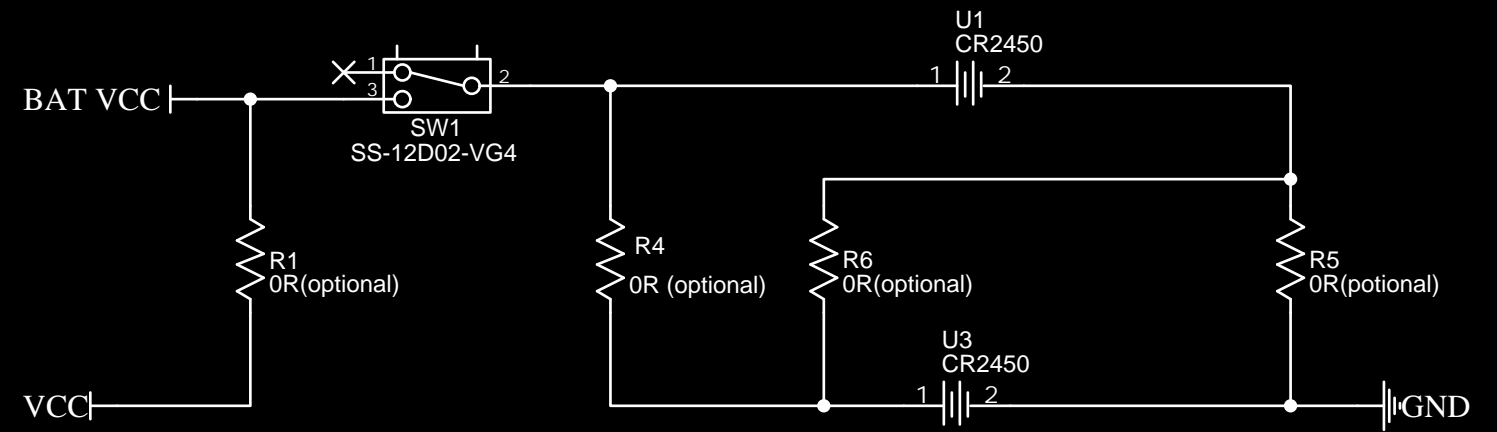 U1
CR2450
1 2
BAT VCC
1
3
2
SW1
SS-12D02-VG4
R1
0R(optional)
R4
0R (optional)
R6
0R(optional)
R5
0R(potional)
U3
CR2450
1 2
VCC
GND